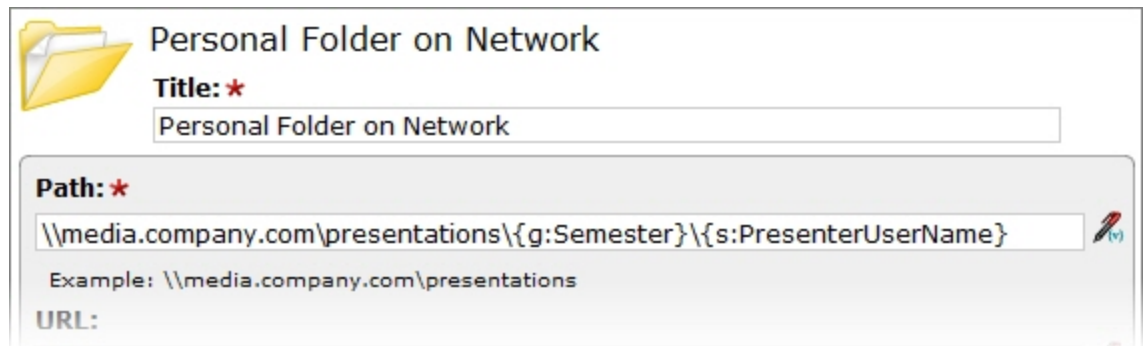 Personal Folder on Network
Title: *
Personal Folder on Network
Path: *
\\media.company.com\presentations\{g:Semester}\{s:PresenterUserName}
(v)
Example: \\media.company.com\presentations
URL: